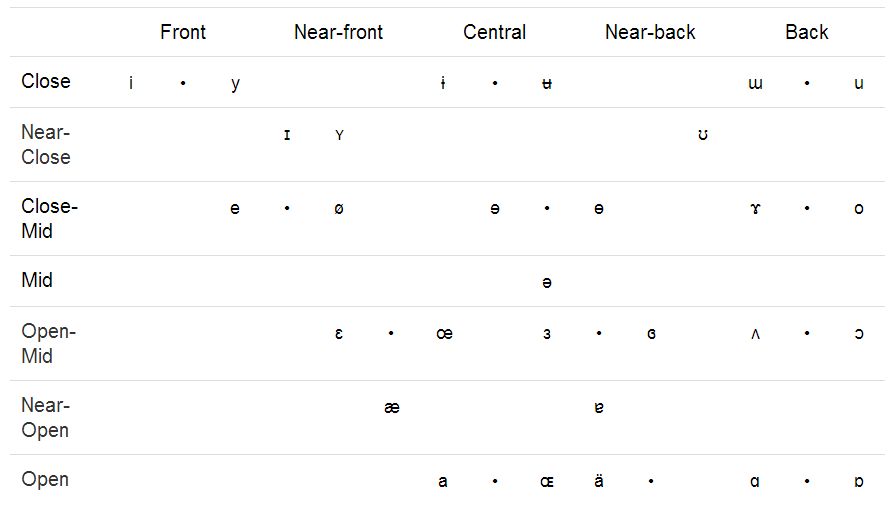 Front Near-front Central Near-back Back
Close i • y ɨ • ʉ ɯ • u
Near-
Close ɪ ʏ ʊ
Close-
Mid e • ø ɘ • ɵ ɤ • o
Mid ə
Open-
Mid ɛ • œ ɜ • ɞ ʌ • ɔ
Near-
Open æ ɐ
Open a • ɶ ä • ɑ • ɒ